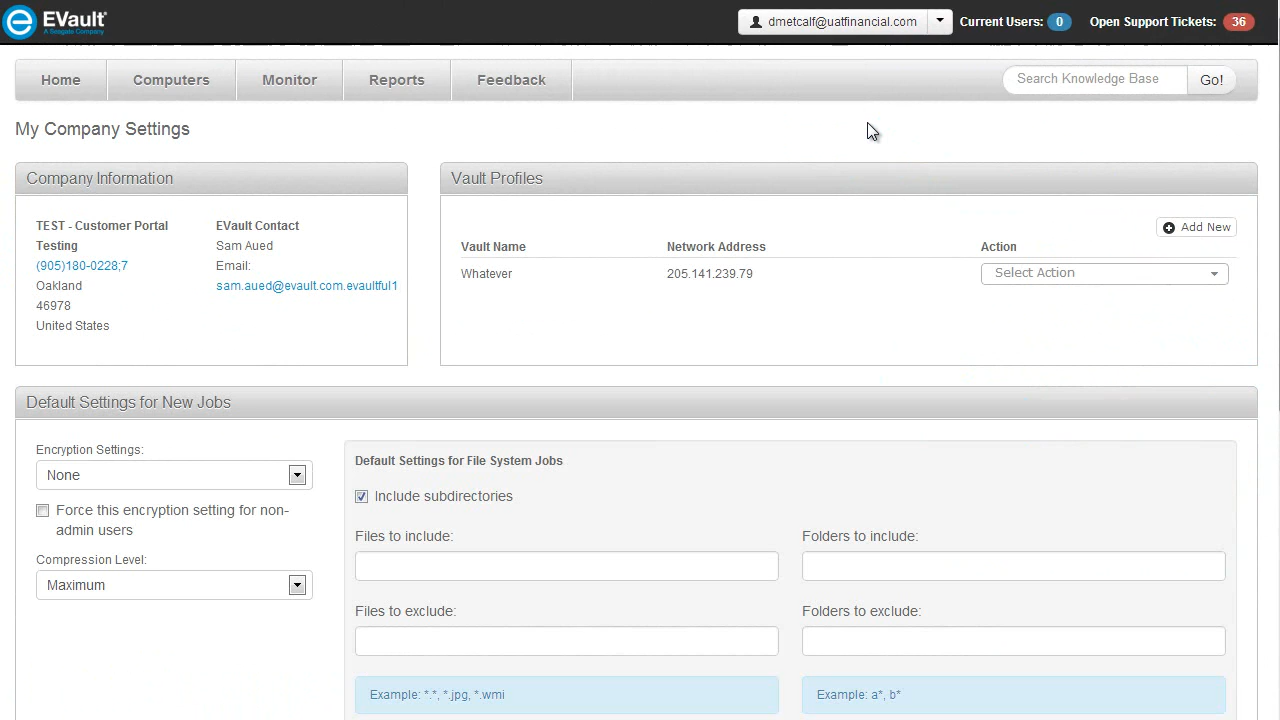 EVault
A Seagate Company
dmetcalf@uatfinancial.com
Current Users: 0
Open Support Tickets: 36
Home
Computers
Monitor
Reports
Feedback
Search Knowledge Base
Go!
My Company Settings
Company Information
TEST - Customer Portal
Testing
(905)180-0228;7
Oakland
46978
United States
EVault Contact
Sam Aued
Email:
sam.aued@evault.com.evaultful1
Vault Profiles
Add New
Vault Name Network Address Action
Whatever 205.141.239.79 Select Action
Default Settings for New Jobs
Encryption Settings:
None
Force this encryption setting for non-
admin users
Compression Level:
Maximum
Default Settings for File System Jobs
Include subdirectories
Files to include:
Folders to include:
Files to exclude:
Folders to exclude:
Example: *.*, *.jpg, *.wmi
Example: a*, b*